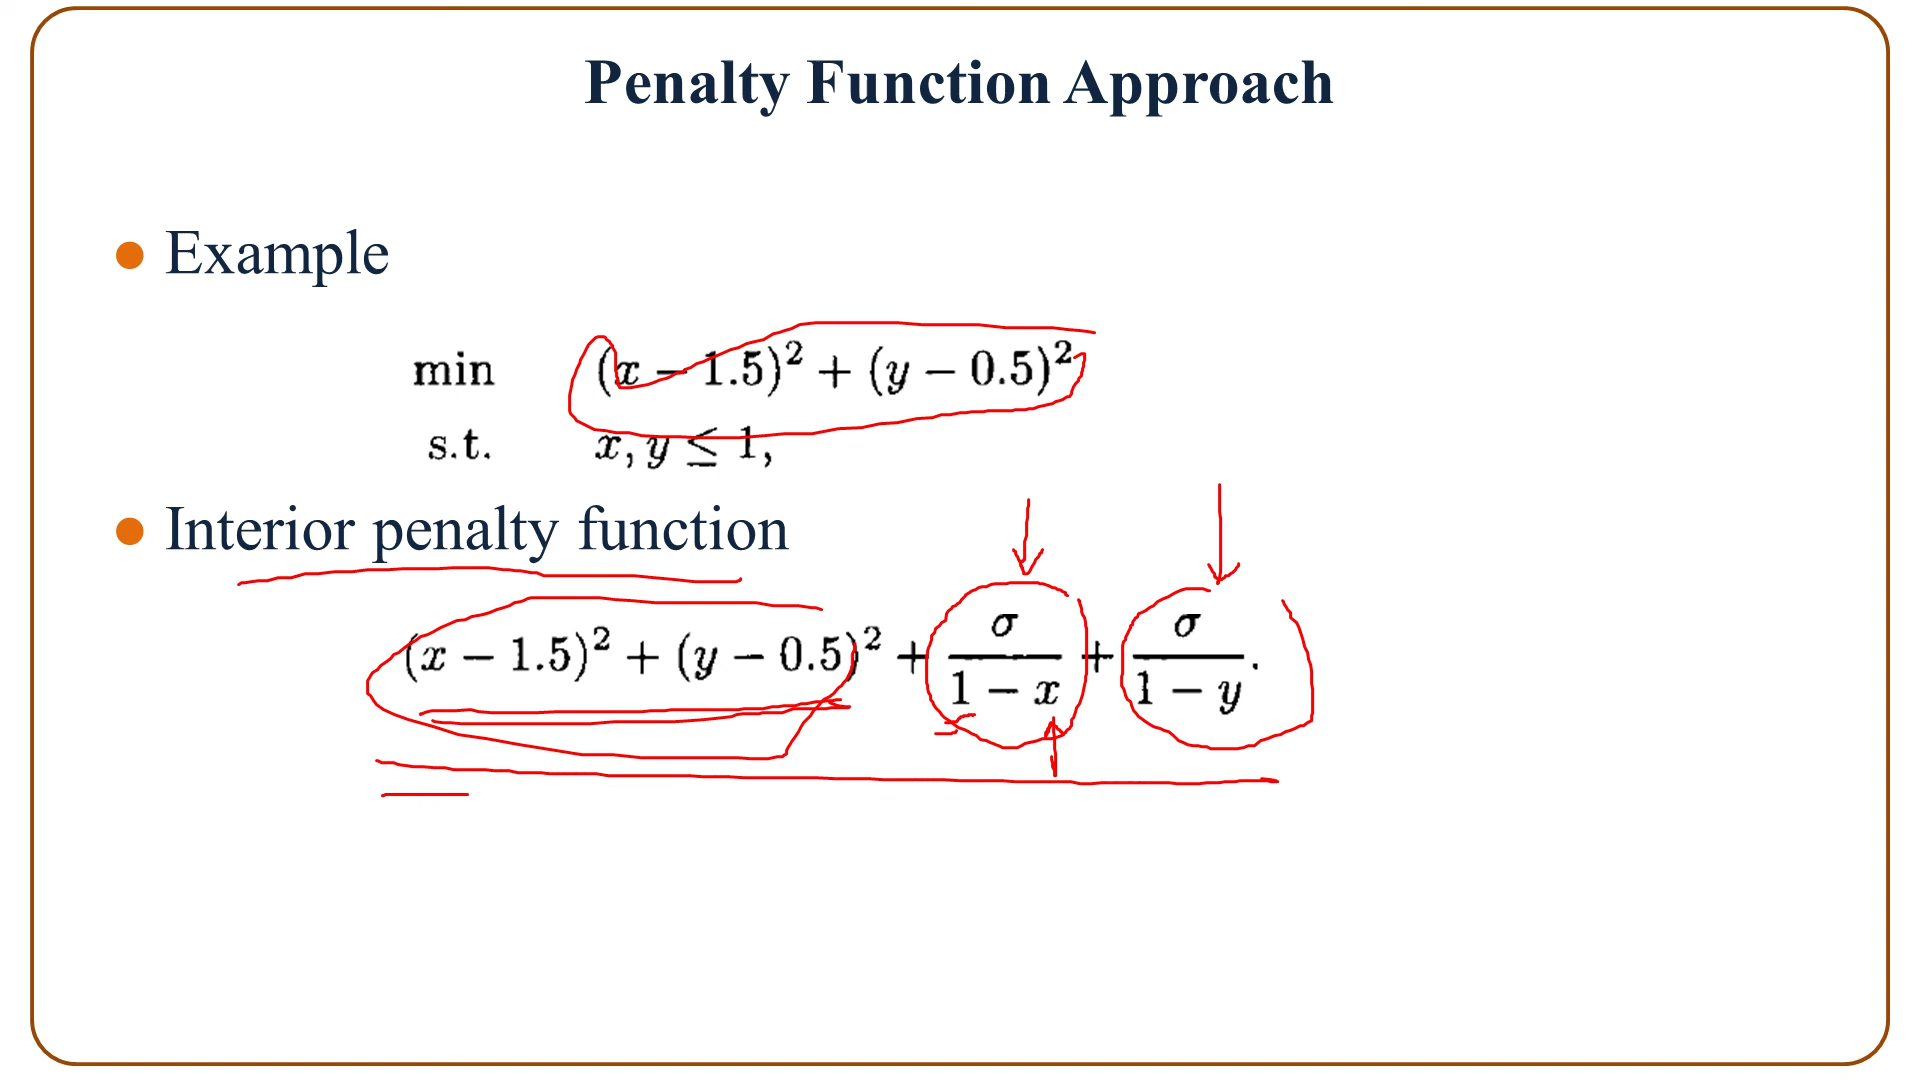 Penalty Function Approach
Example
min (x − 1.5)² + (y − 0.5)²
s.t. x, y ≤ 1,
Interior penalty function
(x − 1.5)² + (y − 0.5)² + σ/(1 − x) + σ/(1 − y).